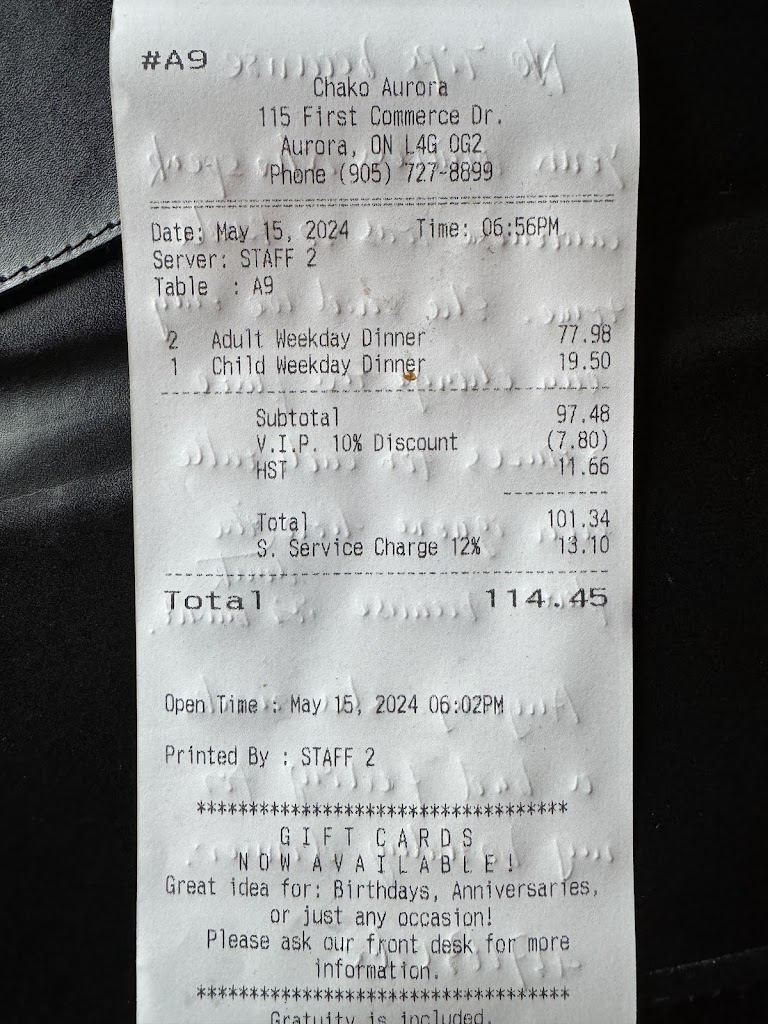 #A9
Chako Aurora
115 First Commerce Dr.
Aurora, ON L4G 0G2
Phone (905) 727-8899
Date: May 15, 2024 Time: 06:56PM
Server: STAFF 2
Table : A9
2 Adult Weekday Dinner 77.98
1 Child Weekday Dinner 19.50
Subtotal 97.48
V.I.P. 10% Discount (7.80)
HST 11.66
Total 101.34
S. Service Charge 12% 13.10
Total 114.45
Open Time : May 15, 2024 06:02PM
Printed By : STAFF 2
************************************
GIFT CARDS
NOW AVAILABLE!
Great idea for: Birthdays, Anniversaries,
or just any occasion!
Please ask our front desk for more
information.
************************************
Gratuity is included.